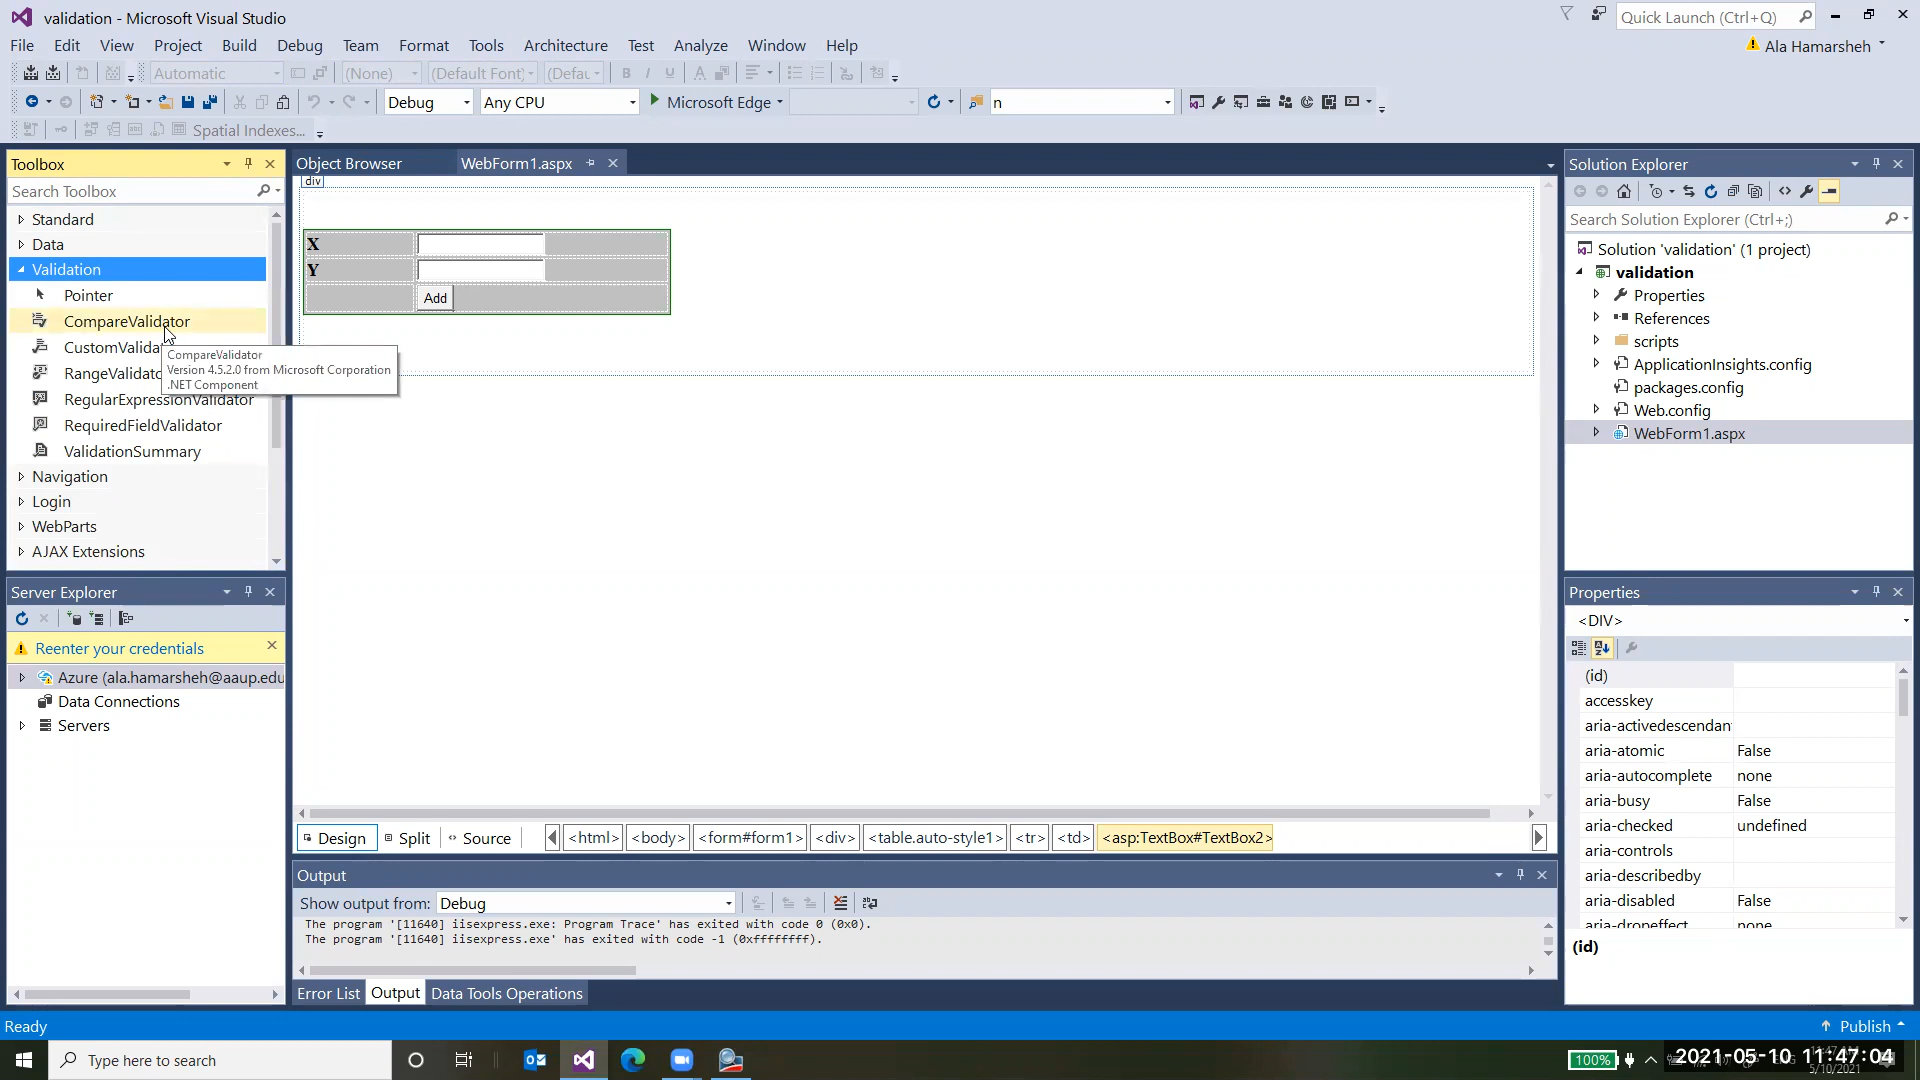 validation - Microsoft Visual Studio
Quick Launch (Ctrl+Q)
File Edit View Project Build Debug Team Format Tools Architecture Test Analyze Window Help
Ala Hamarsheh
Automatic (None) (Default Font) (Defau
Debug Any CPU Microsoft Edge n
Spatial Indexes...
Toolbox
Search Toolbox
Standard
Data
Validation
Pointer
CompareValidator
CustomValida
RangeValidato
RegularExpressionValidator
RequiredFieldValidator
ValidationSummary
Navigation
Login
WebParts
AJAX Extensions
CompareValidator
Version 4.5.2.0 from Microsoft Corporation
.NET Component
Server Explorer
Reenter your credentials
Azure (ala.hamarsheh@aaup.edu
Data Connections
Servers
Object Browser WebForm1.aspx
div
X
Y
Add
Design Split Source <html> <body> <form#form1> <div> <table.auto-style1> <tr> <td> <asp:TextBox#TextBox2>
Output
Show output from: Debug
The program '[11640] iisexpress.exe: Program Trace' has exited with code 0 (0x0).
The program '[11640] iisexpress.exe' has exited with code -1 (0xffffffff).
Error List Output Data Tools Operations
Solution Explorer
Search Solution Explorer (Ctrl+;)
Solution 'validation' (1 project)
validation
Properties
References
scripts
ApplicationInsights.config
packages.config
Web.config
WebForm1.aspx
Properties
<DIV>
(id)
accesskey
aria-activedescendan
aria-atomic False
aria-autocomplete none
aria-busy False
aria-checked undefined
aria-controls
aria-describedby
aria-disabled False
aria-dropeffect none
(id)
Ready
Publish
Type here to search
100%
2021-05-10 11:47:04
5/10/2021